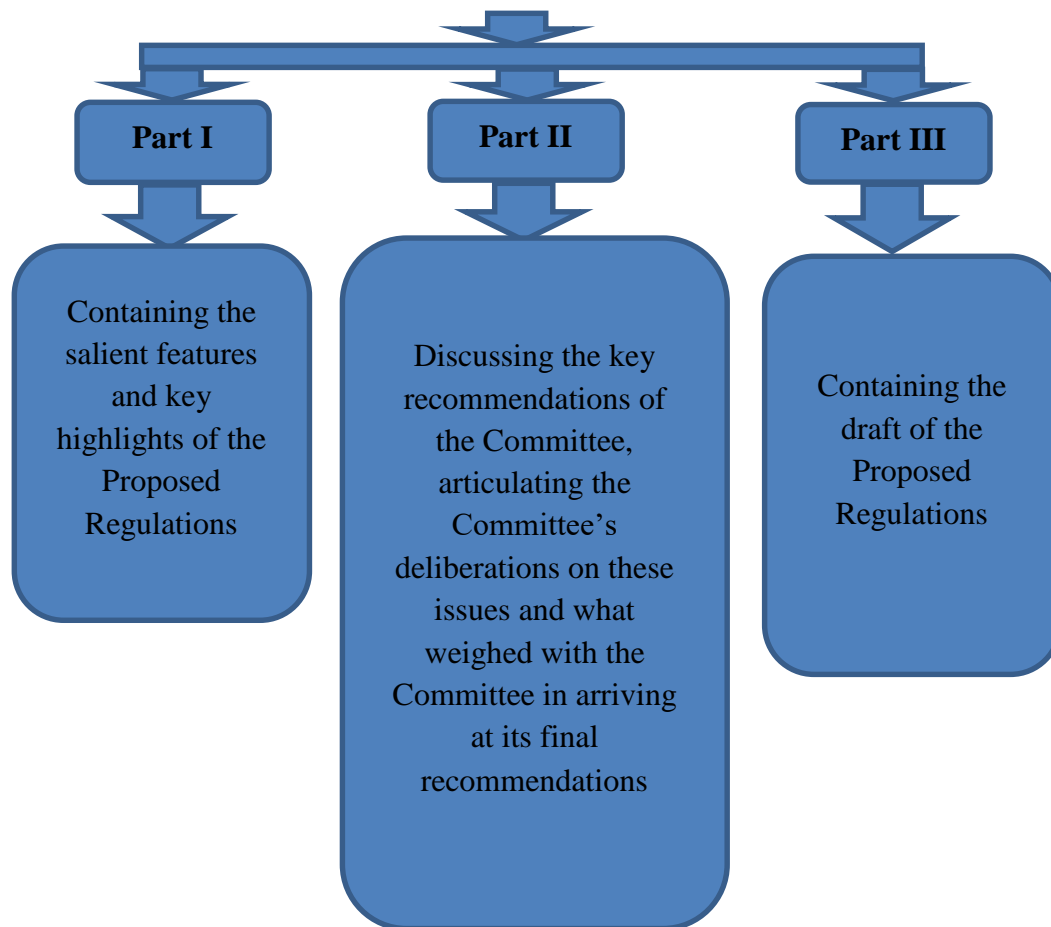 Part I
Part II
Part III
Containing the
salient features
and key
highlights of the
Proposed
Regulations
Discussing the key
recommendations of
the Committee,
articulating the
Committee’s
deliberations on these
issues and what
weighed with the
Committee in arriving
at its final
recommendations
Containing the
draft of the
Proposed
Regulations